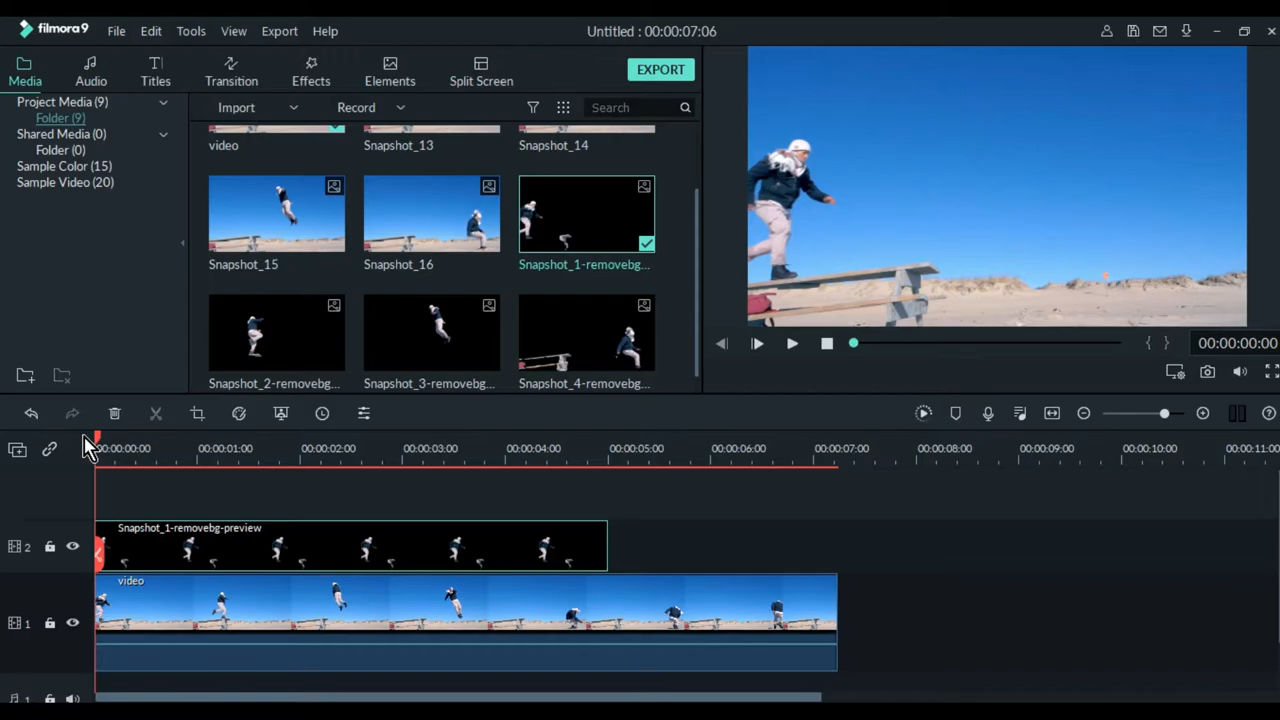 filmora9 File Edit Tools View Export Help Untitled : 00:00:07:06
Media Audio Titles Transition Effects Elements Split Screen EXPORT
Project Media (9)
Folder (9)
Shared Media (0)
Folder (0)
Sample Color (15)
Sample Video (20)
Import Record Search
video Snapshot_13 Snapshot_14
Snapshot_15 Snapshot_16 Snapshot_1-removebg...
Snapshot_2-removebg... Snapshot_3-removebg... Snapshot_4-removebg...
{ } 00:00:00:00
00:00:00:00 00:00:01:00 00:00:02:00 00:00:03:00 00:00:04:00 00:00:05:00 00:00:06:00 00:00:07:00 00:00:08:00 00:00:09:00 00:00:10:00 00:00:11:00
Snapshot_1-removebg-preview
2
video
1
1